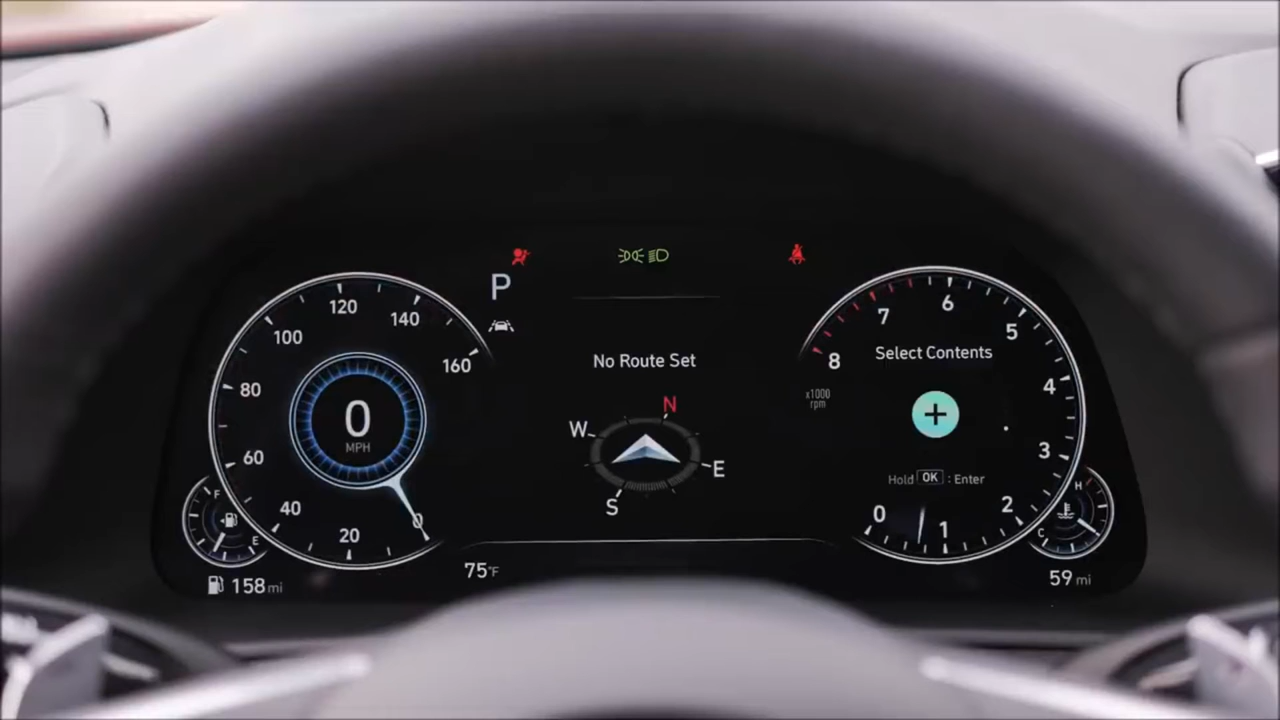 P
120
140
100
160
80
0
MPH
60
40
20
0
F
E
158 mi
75°F
No Route Set
N
W
E
S
6
7
5
8
Select Contents
4
x1000
rpm
+
3
Hold OK : Enter
2
0
1
H
C
59 mi